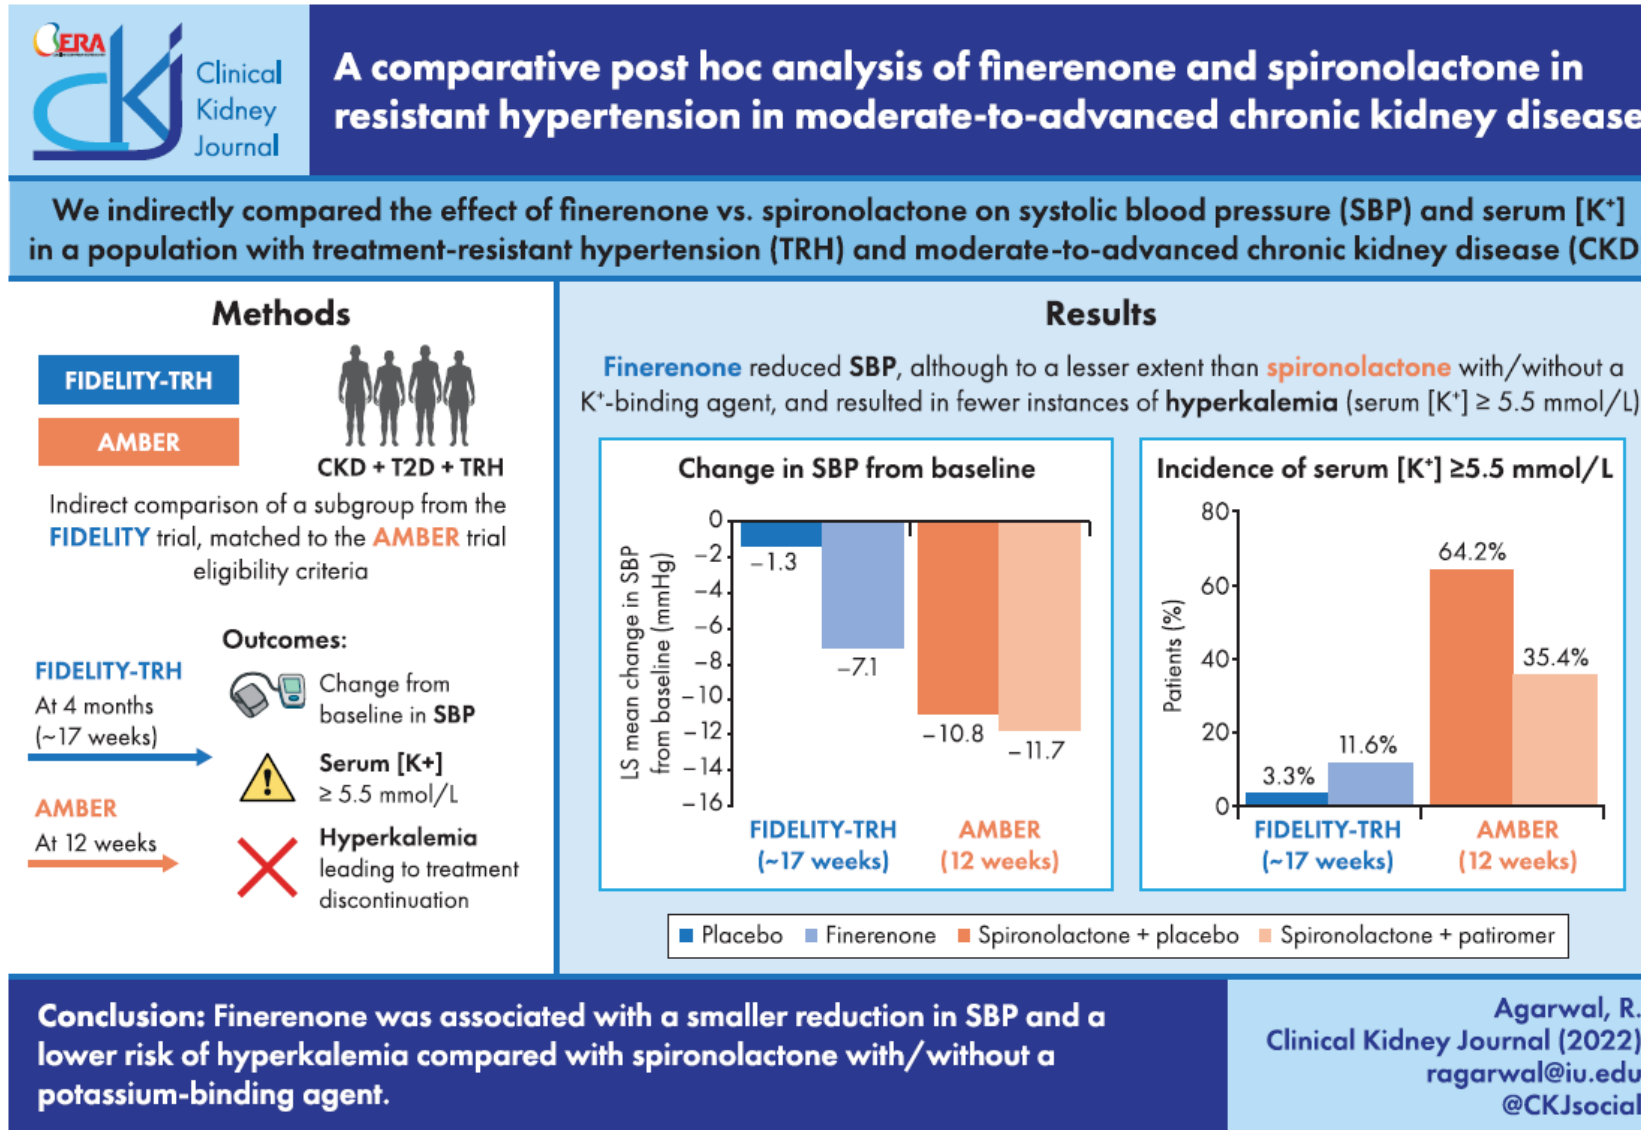 ERA
CKJ
Clinical
Kidney
Journal
A comparative post hoc analysis of finerenone and spironolactone in
resistant hypertension in moderate-to-advanced chronic kidney disease
We indirectly compared the effect of finerenone vs. spironolactone on systolic blood pressure (SBP) and serum [K⁺]
in a population with treatment-resistant hypertension (TRH) and moderate-to-advanced chronic kidney disease (CKD
Methods
FIDELITY-TRH
AMBER
CKD + T2D + TRH
Indirect comparison of a subgroup from the
FIDELITY trial, matched to the AMBER trial
eligibility criteria
Outcomes:
FIDELITY-TRH
At 4 months
(~17 weeks)
AMBER
At 12 weeks
Change from
baseline in SBP
Serum [K+]
≥ 5.5 mmol/L
Hyperkalemia
leading to treatment
discontinuation
Results
Finerenone reduced SBP, although to a lesser extent than spironolactone with/without a
K⁺-binding agent, and resulted in fewer instances of hyperkalemia (serum [K⁺] ≥ 5.5 mmol/L)
Change in SBP from baseline
LS mean change in SBP
from baseline (mmHg)
0
−2
−4
−6
−8
−10
−12
−14
−16
−1.3
−7.1
−10.8
−11.7
FIDELITY-TRH
(~17 weeks)
AMBER
(12 weeks)
Incidence of serum [K⁺] ≥5.5 mmol/L
Patients (%)
80
60
40
20
0
3.3%
11.6%
64.2%
35.4%
FIDELITY-TRH
(~17 weeks)
AMBER
(12 weeks)
Placebo Finerenone Spironolactone + placebo Spironolactone + patiromer
Conclusion: Finerenone was associated with a smaller reduction in SBP and a
lower risk of hyperkalemia compared with spironolactone with/without a
potassium-binding agent.
Agarwal, R.
Clinical Kidney Journal (2022)
ragarwal@iu.edu
@CKJsocial